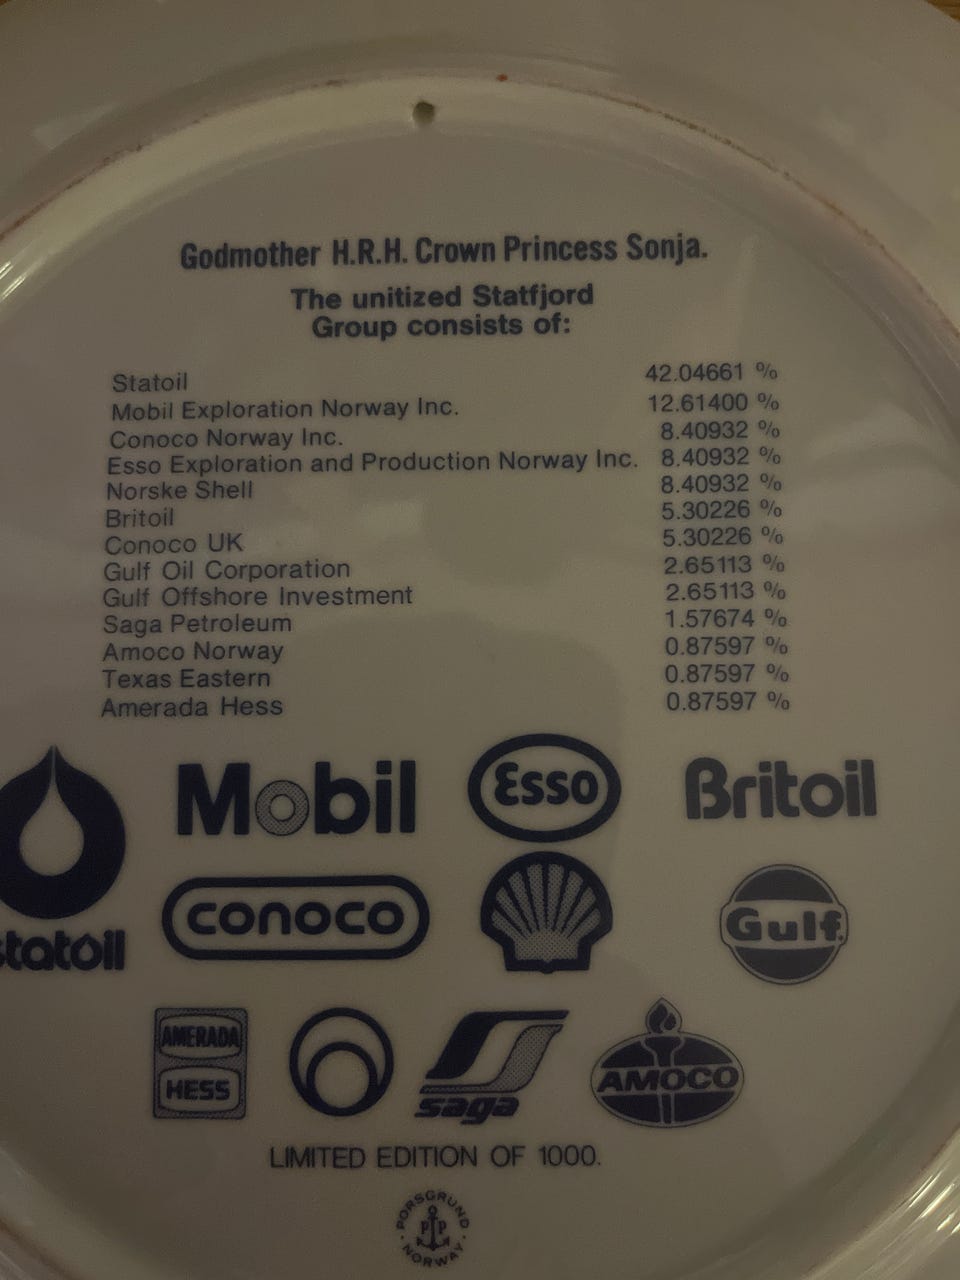 Godmother H.R.H. Crown Princess Sonja.
The unitized Statfjord
Group consists of:
Statoil 42.04661 %
Mobil Exploration Norway Inc. 12.61400 %
Conoco Norway Inc. 8.40932 %
Esso Exploration and Production Norway Inc. 8.40932 %
Norske Shell 8.40932 %
Britoil 5.30226 %
Conoco UK 5.30226 %
Gulf Oil Corporation 2.65113 %
Gulf Offshore Investment 2.65113 %
Saga Petroleum 1.57674 %
Amoco Norway 0.87597 %
Texas Eastern 0.87597 %
Amerada Hess 0.87597 %
Mobil Esso Britoil
statoil conoco Gulf
AMERADA
HESS saga AMOCO
LIMITED EDITION OF 1000.
PORSGRUND
P P
NORWAY